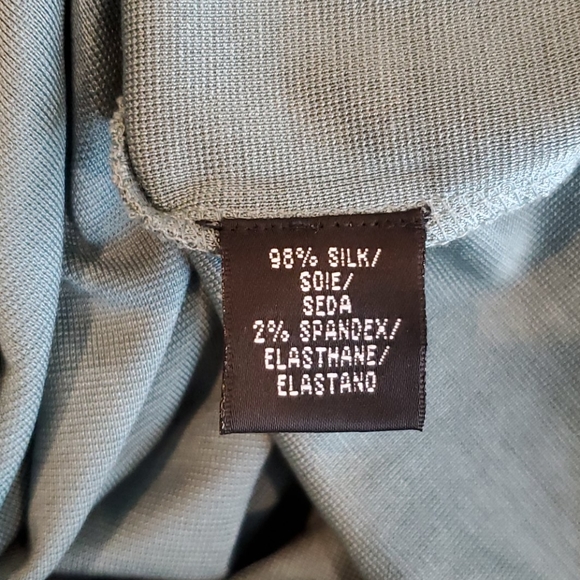 98% SILK/
SOIE/
SEDA
2% SPANDEX/
ELASTHANE/
ELASTANO